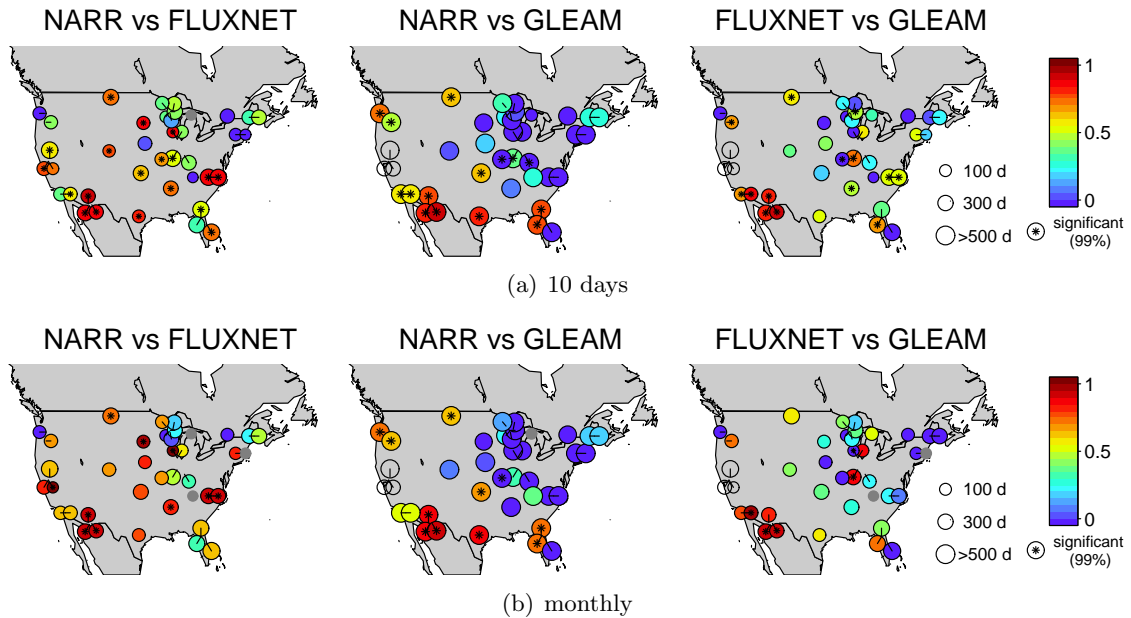 NARR vs FLUXNET NARR vs GLEAM FLUXNET vs GLEAM
1
0.5
0
100 d
300 d
>500 d
significant
(99%)
(a) 10 days
NARR vs FLUXNET NARR vs GLEAM FLUXNET vs GLEAM
1
0.5
0
100 d
300 d
>500 d
significant
(99%)
(b) monthly